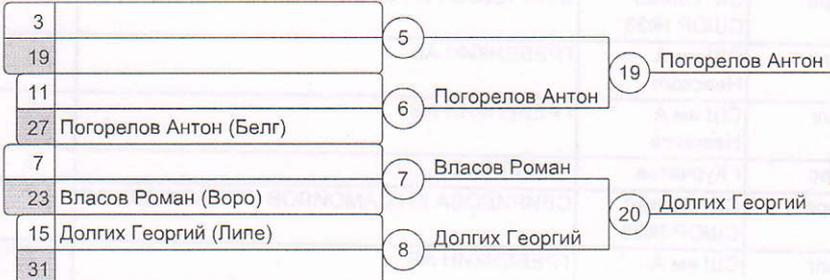 3
19
5
11
27 Погорелов Антон (Белг)
6 Погорелов Антон
19 Погорелов Антон
7
23 Власов Роман (Воро)
7 Власов Роман
15 Долгих Георгий (Липе)
31
8 Долгих Георгий
20 Долгих Георгий